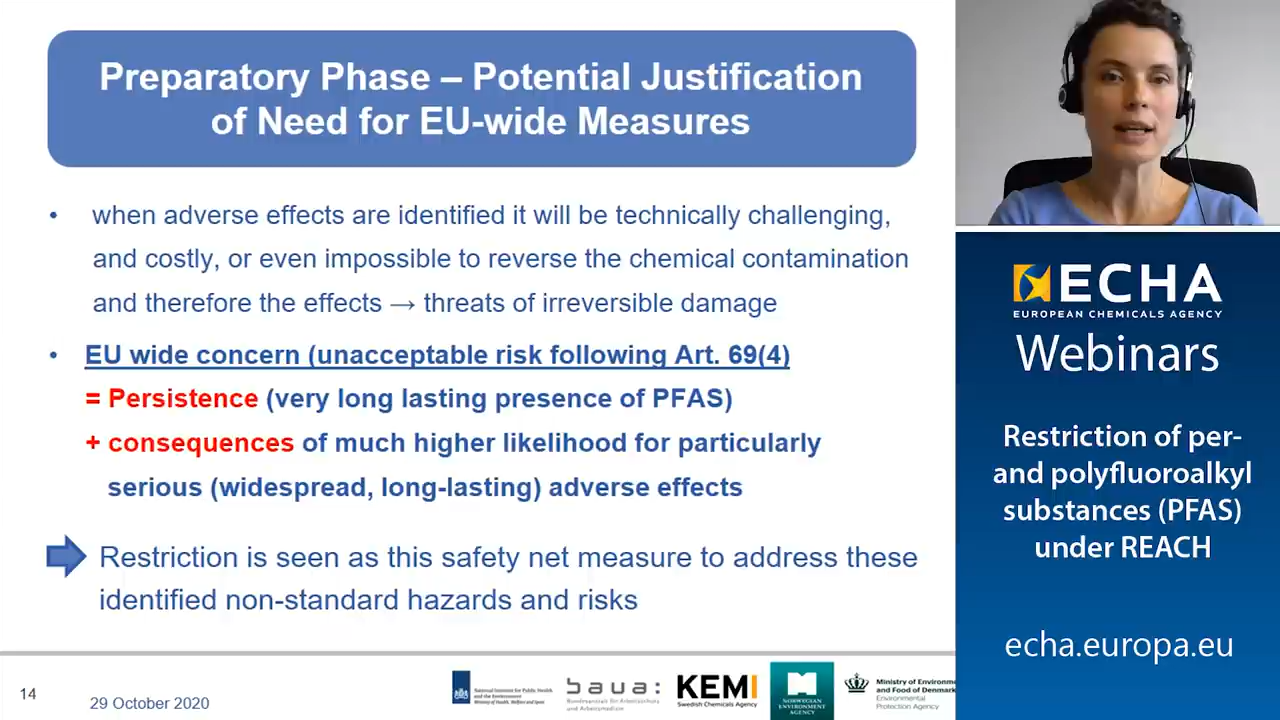 Preparatory Phase – Potential Justification
of Need for EU-wide Measures
• when adverse effects are identified it will be technically challenging,
and costly, or even impossible to reverse the chemical contamination
and therefore the effects → threats of irreversible damage
• EU wide concern (unacceptable risk following Art. 69(4)
= Persistence (very long lasting presence of PFAS)
+ consequences of much higher likelihood for particularly
serious (widespread, long-lasting) adverse effects
Restriction is seen as this safety net measure to address these
identified non-standard hazards and risks
14
29 October 2020
National Institute for Public Health
and the Environment
Ministry of Health, Welfare and Sport
baua:
Bundesanstalt für Arbeitsschutz
und Arbeitsmedizin
KEMI
Swedish Chemicals Agency
NORWEGIAN
ENVIRONMENT
AGENCY
Ministry of Environme
and Food of Denmark
Environmental
Protection Agency
ECHA
EUROPEAN CHEMICALS AGENCY
Webinars
Restriction of per-
and polyfluoroalkyl
substances (PFAS)
under REACH
echa.europa.eu